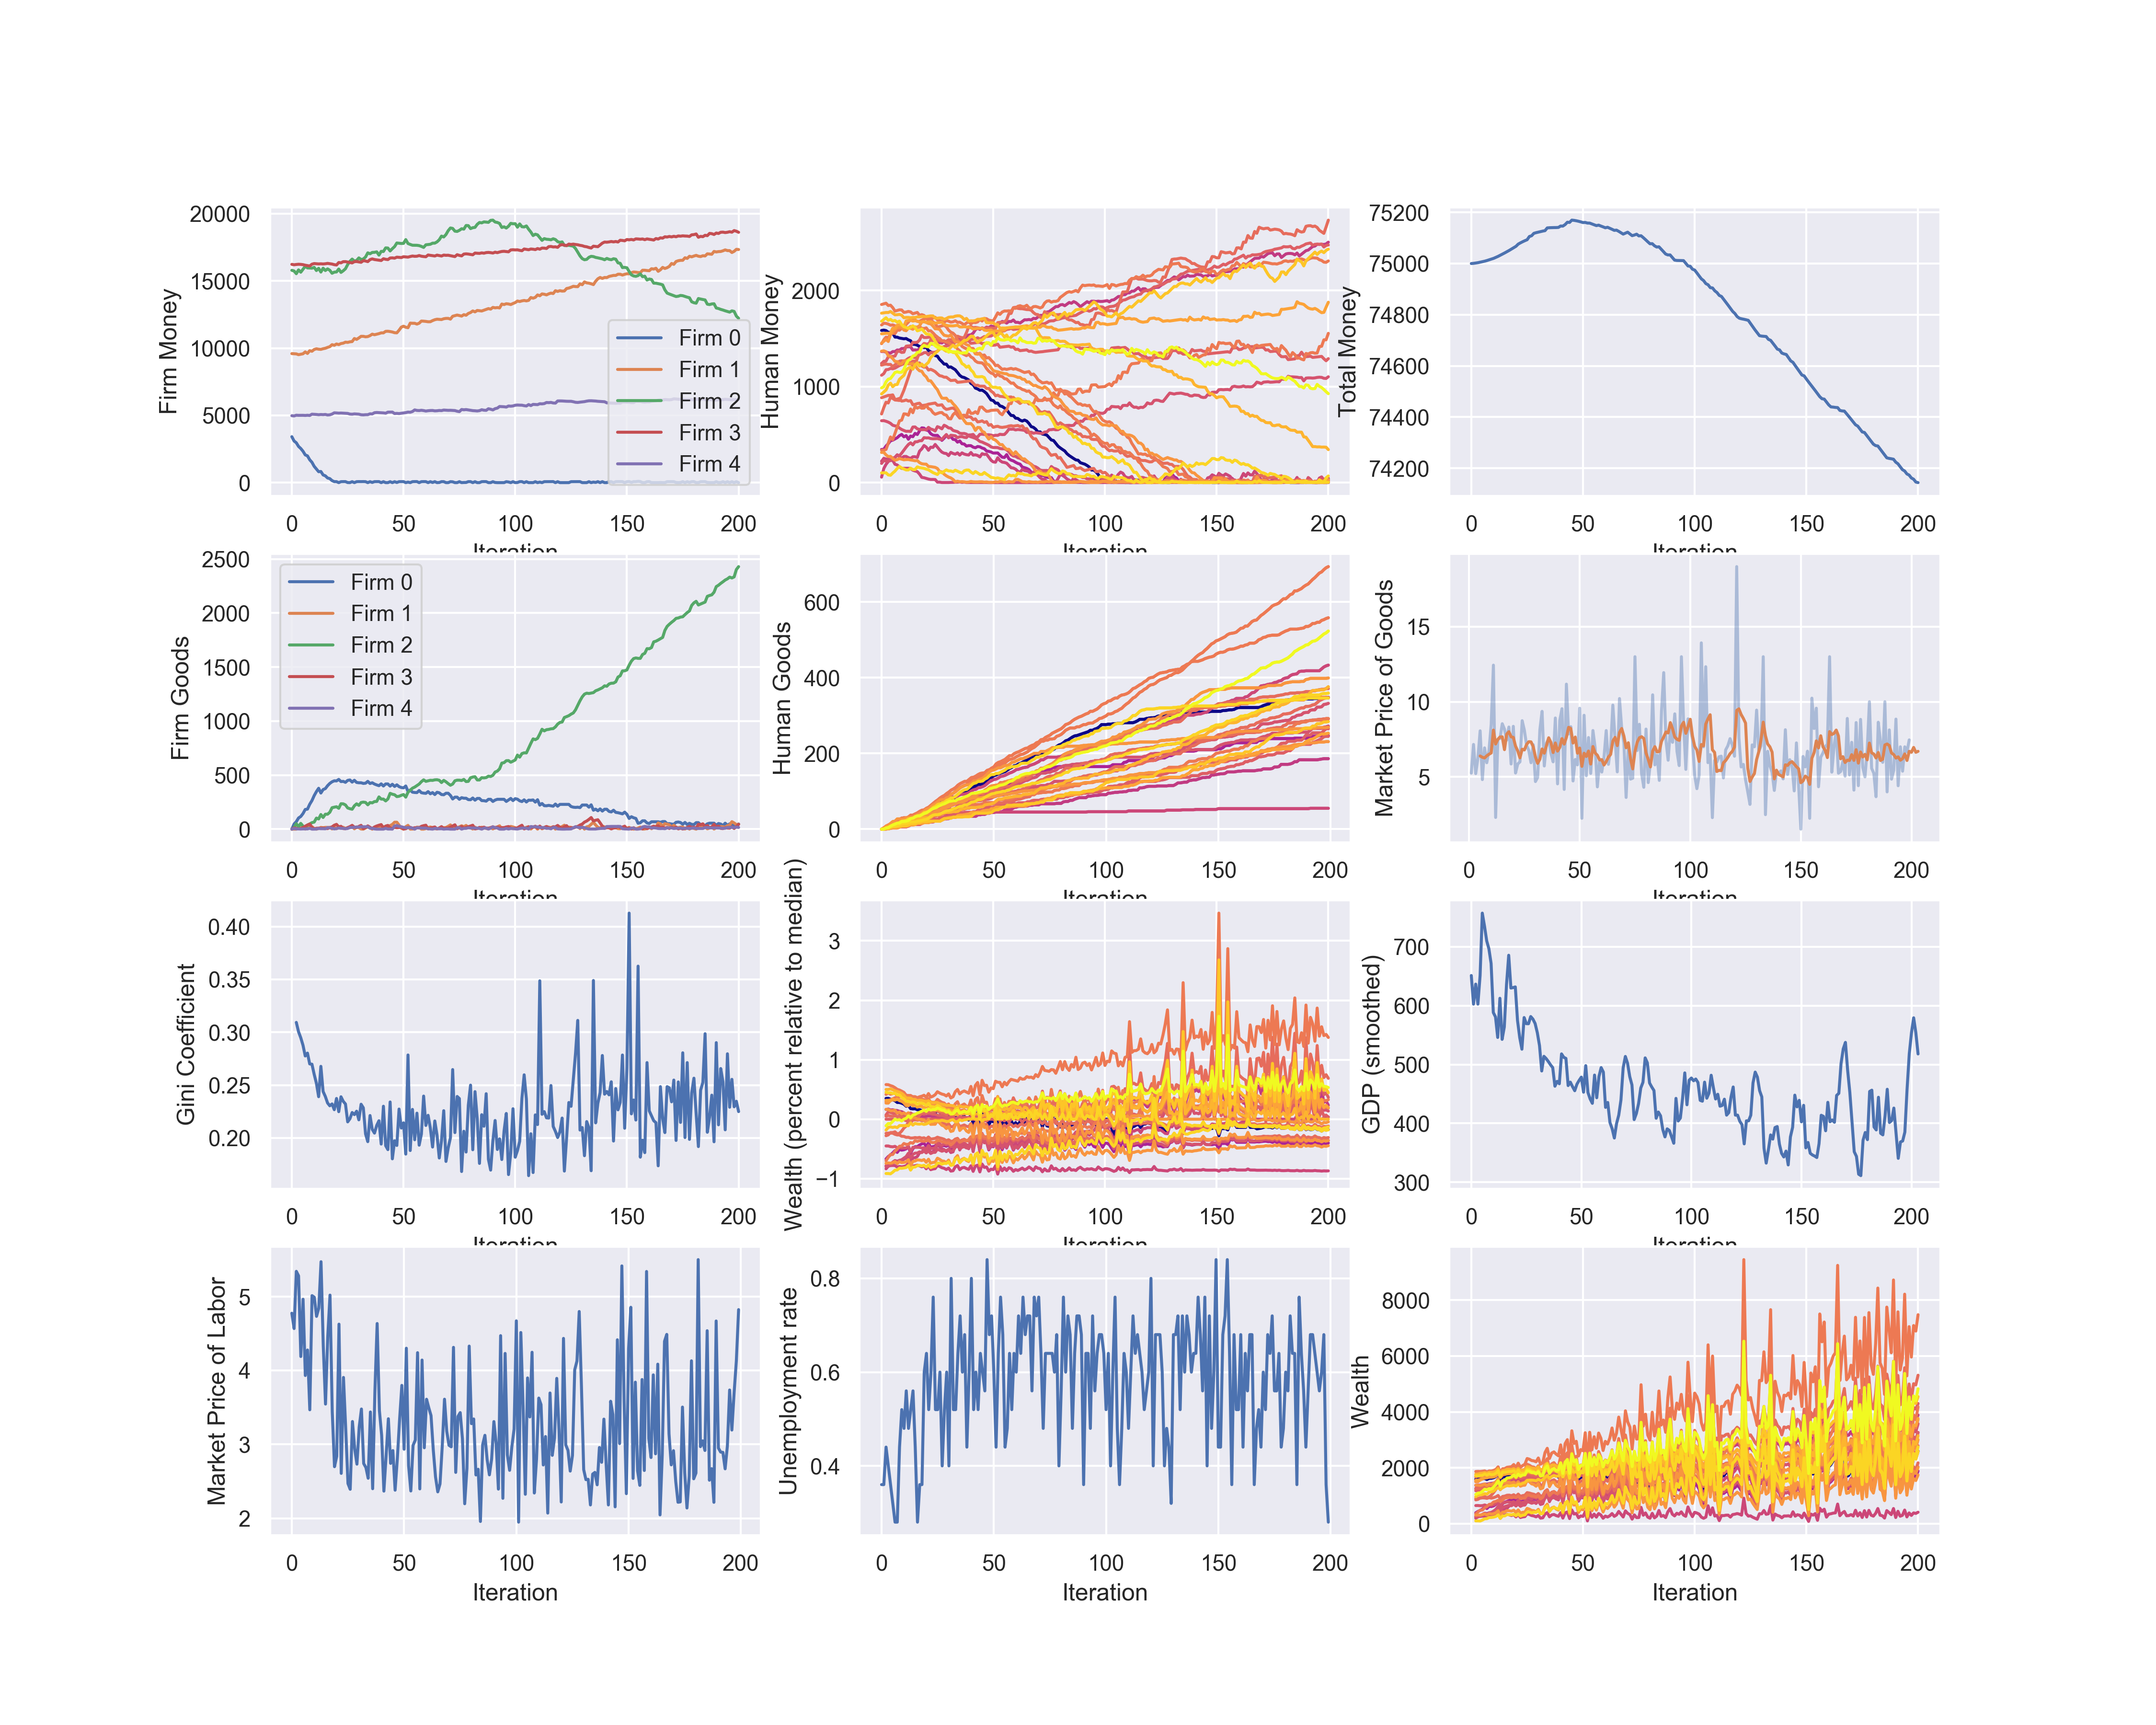 Firm Money
20000
15000
10000
5000
0
0 50 100 150 200
Iteration
Firm 0
Firm 1
Firm 2
Firm 3
Firm 4
Human Money
2000
1000
0
0 50 100 150 200
Iteration
Total Money
75200
75000
74800
74600
74400
74200
0 50 100 150 200
Iteration
Firm Goods
2500
2000
1500
1000
500
0
0 50 100 150 200
Iteration
Firm 0
Firm 1
Firm 2
Firm 3
Firm 4
Human Goods
600
400
200
0
0 50 100 150 200
Iteration
Market Price of Goods
15
10
5
0 50 100 150 200
Iteration
Gini Coefficient
0.40
0.35
0.30
0.25
0.20
0 50 100 150 200
Iteration
Wealth (percent relative to median)
3
2
1
0
−1
0 50 100 150 200
Iteration
GDP (smoothed)
700
600
500
400
300
0 50 100 150 200
Iteration
Market Price of Labor
5
4
3
2
0 50 100 150 200
Iteration
Unemployment rate
0.8
0.6
0.4
0 50 100 150 200
Iteration
Wealth
8000
6000
4000
2000
0
0 50 100 150 200
Iteration